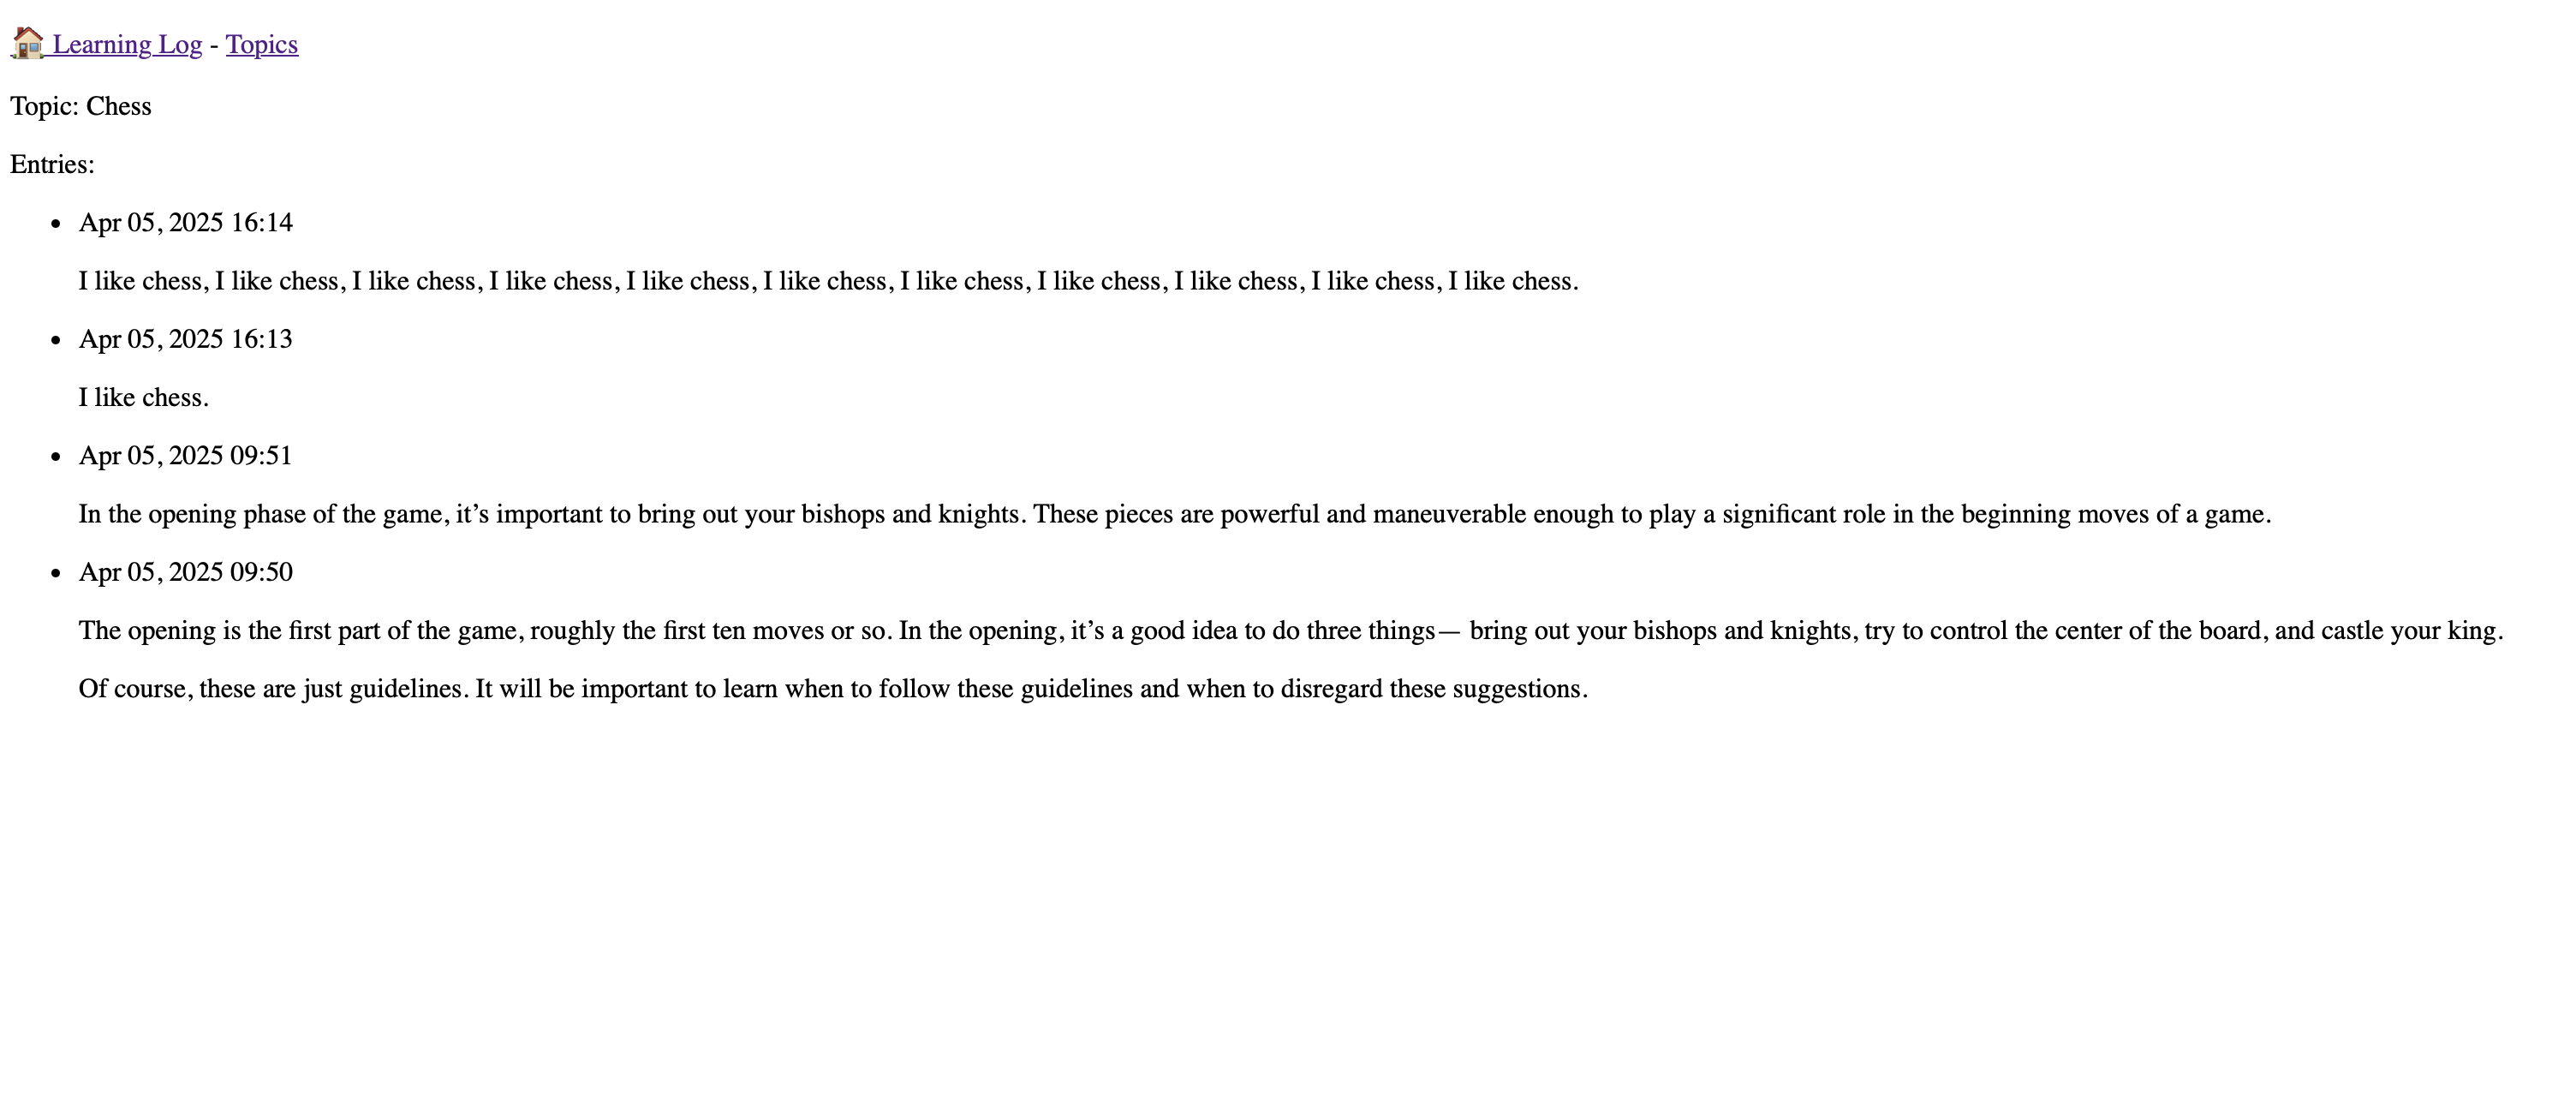 🏠 Learning Log - Topics
Topic: Chess
Entries:
• Apr 05, 2025 16:14
I like chess, I like chess, I like chess, I like chess, I like chess, I like chess, I like chess, I like chess, I like chess, I like chess, I like chess.
• Apr 05, 2025 16:13
I like chess.
• Apr 05, 2025 09:51
In the opening phase of the game, it’s important to bring out your bishops and knights. These pieces are powerful and maneuverable enough to play a significant role in the beginning moves of a game.
• Apr 05, 2025 09:50
The opening is the first part of the game, roughly the first ten moves or so. In the opening, it’s a good idea to do three things— bring out your bishops and knights, try to control the center of the board, and castle your king.
Of course, these are just guidelines. It will be important to learn when to follow these guidelines and when to disregard these suggestions.